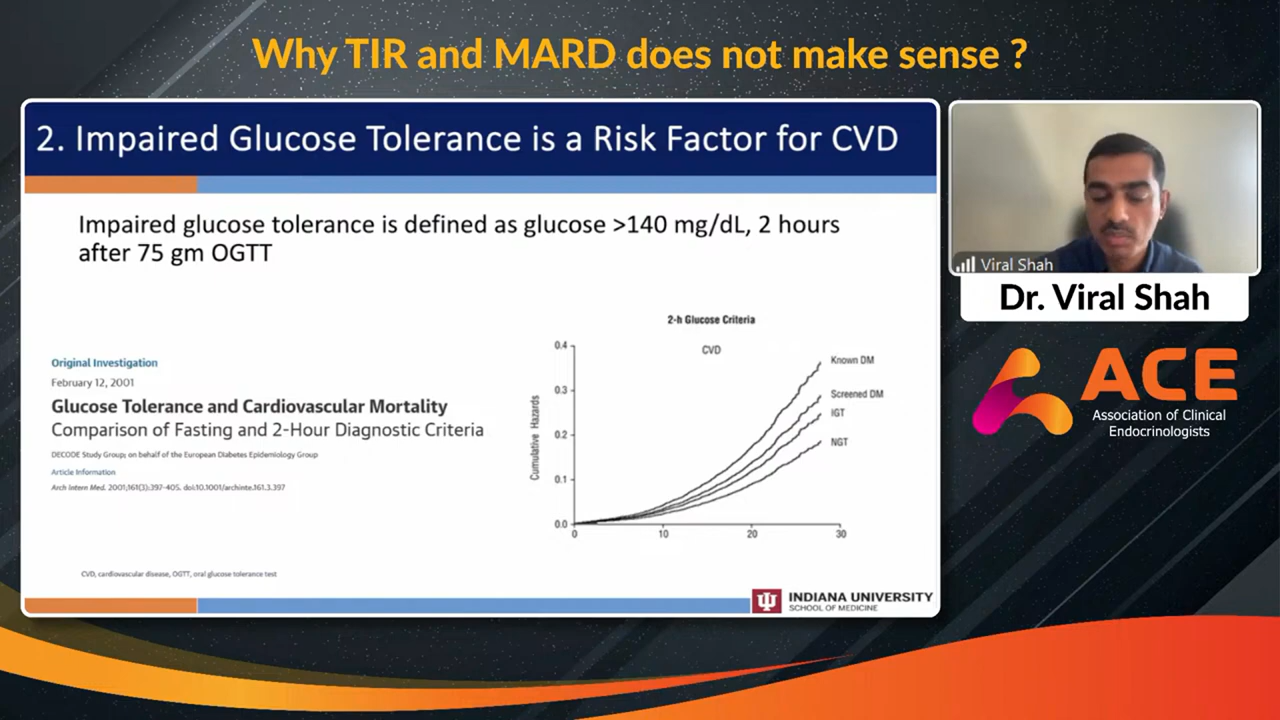 Why TIR and MARD does not make sense ?
2. Impaired Glucose Tolerance is a Risk Factor for CVD
Impaired glucose tolerance is defined as glucose >140 mg/dL, 2 hours
after 75 gm OGTT
Original Investigation
February 12, 2001
Glucose Tolerance and Cardiovascular Mortality
Comparison of Fasting and 2-Hour Diagnostic Criteria
DECODE Study Group; on behalf of the European Diabetes Epidemiology Group
Article Information
Arch Intern Med. 2001;161(3):397-405. doi:10.1001/archinte.161.3.397
2-h Glucose Criteria
CVD
Cumulative Hazards
0.4
0.3
0.2
0.1
0.0
0
10
20
30
Known DM
Screened DM
IGT
NGT
CVD, cardiovascular disease, OGTT, oral glucose tolerance test
INDIANA UNIVERSITY
SCHOOL OF MEDICINE
Viral Shah
Dr. Viral Shah
ACE
Association of Clinical
Endocrinologists